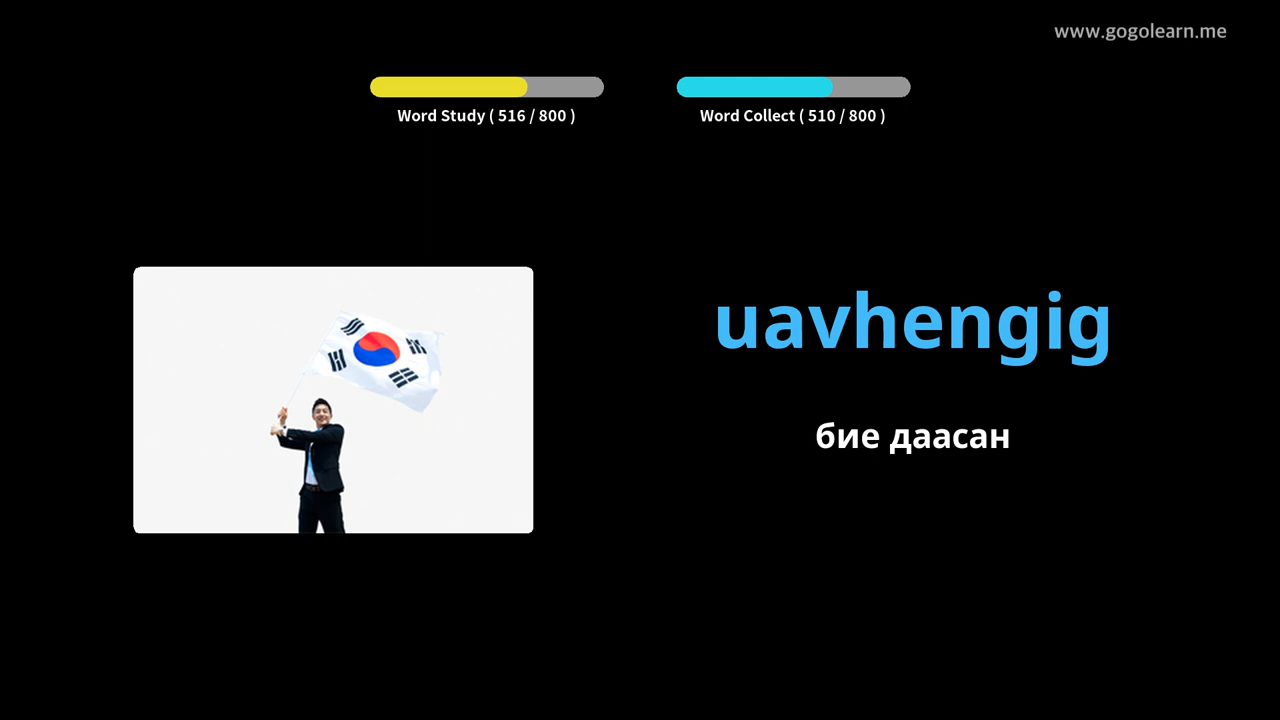 www.gogolearn.me
Word Study ( 516 / 800 )
Word Collect ( 510 / 800 )
uavhengig
бие даасан